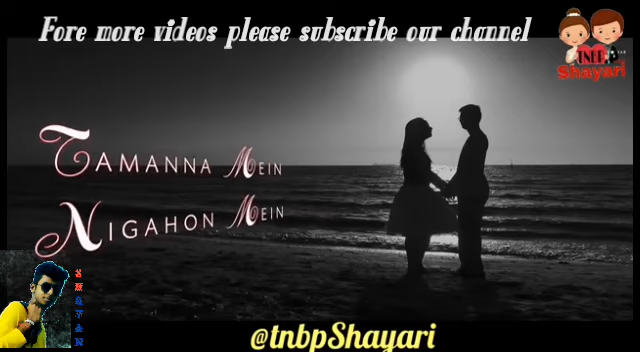 Fore more videos please subscribe our channel
TNBP
Shayari
TAMANNA MEIN
NIGAHON MEIN
@tnbpShayari